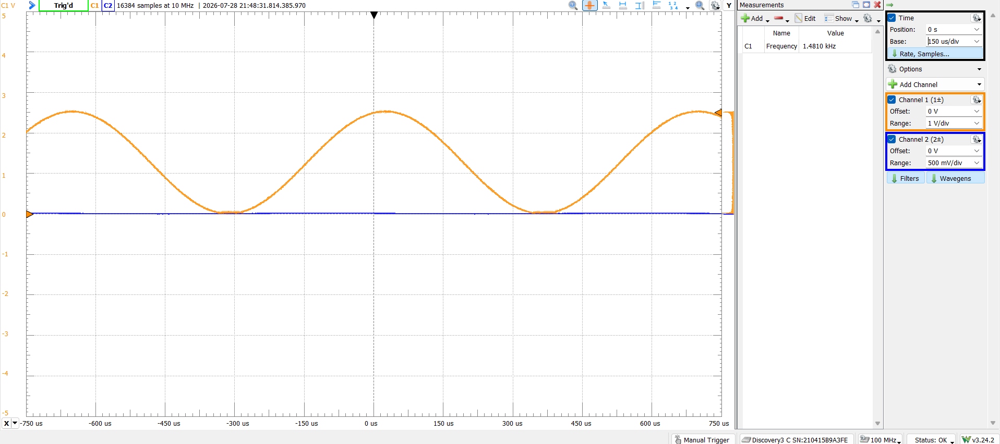 C1 V Trig'd C1 C2 16384 samples at 10 MHz | 2026-07-28 21:48:31.814.385.970 1 2 3 4 Y
5
4
3
2
1
0
-1
-2
-3
-4
-5
X -750 us -600 us -450 us -300 us -150 us 0 us 150 us 300 us 450 us 600 us 750 us
Measurements
Add Edit Show
Name Value
C1 Frequency 1.4810 kHz
Time
Position: 0 s
Base: 150 us/div
Rate, Samples...
Options
Add Channel
Channel 1 (1±)
Offset: 0 V
Range: 1 V/div
Channel 2 (2±)
Offset: 0 V
Range: 500 mV/div
Filters Wavegens
Manual Trigger Discovery3 C SN:210415B9A3FE 100 MHz Status: OK v3.24.2